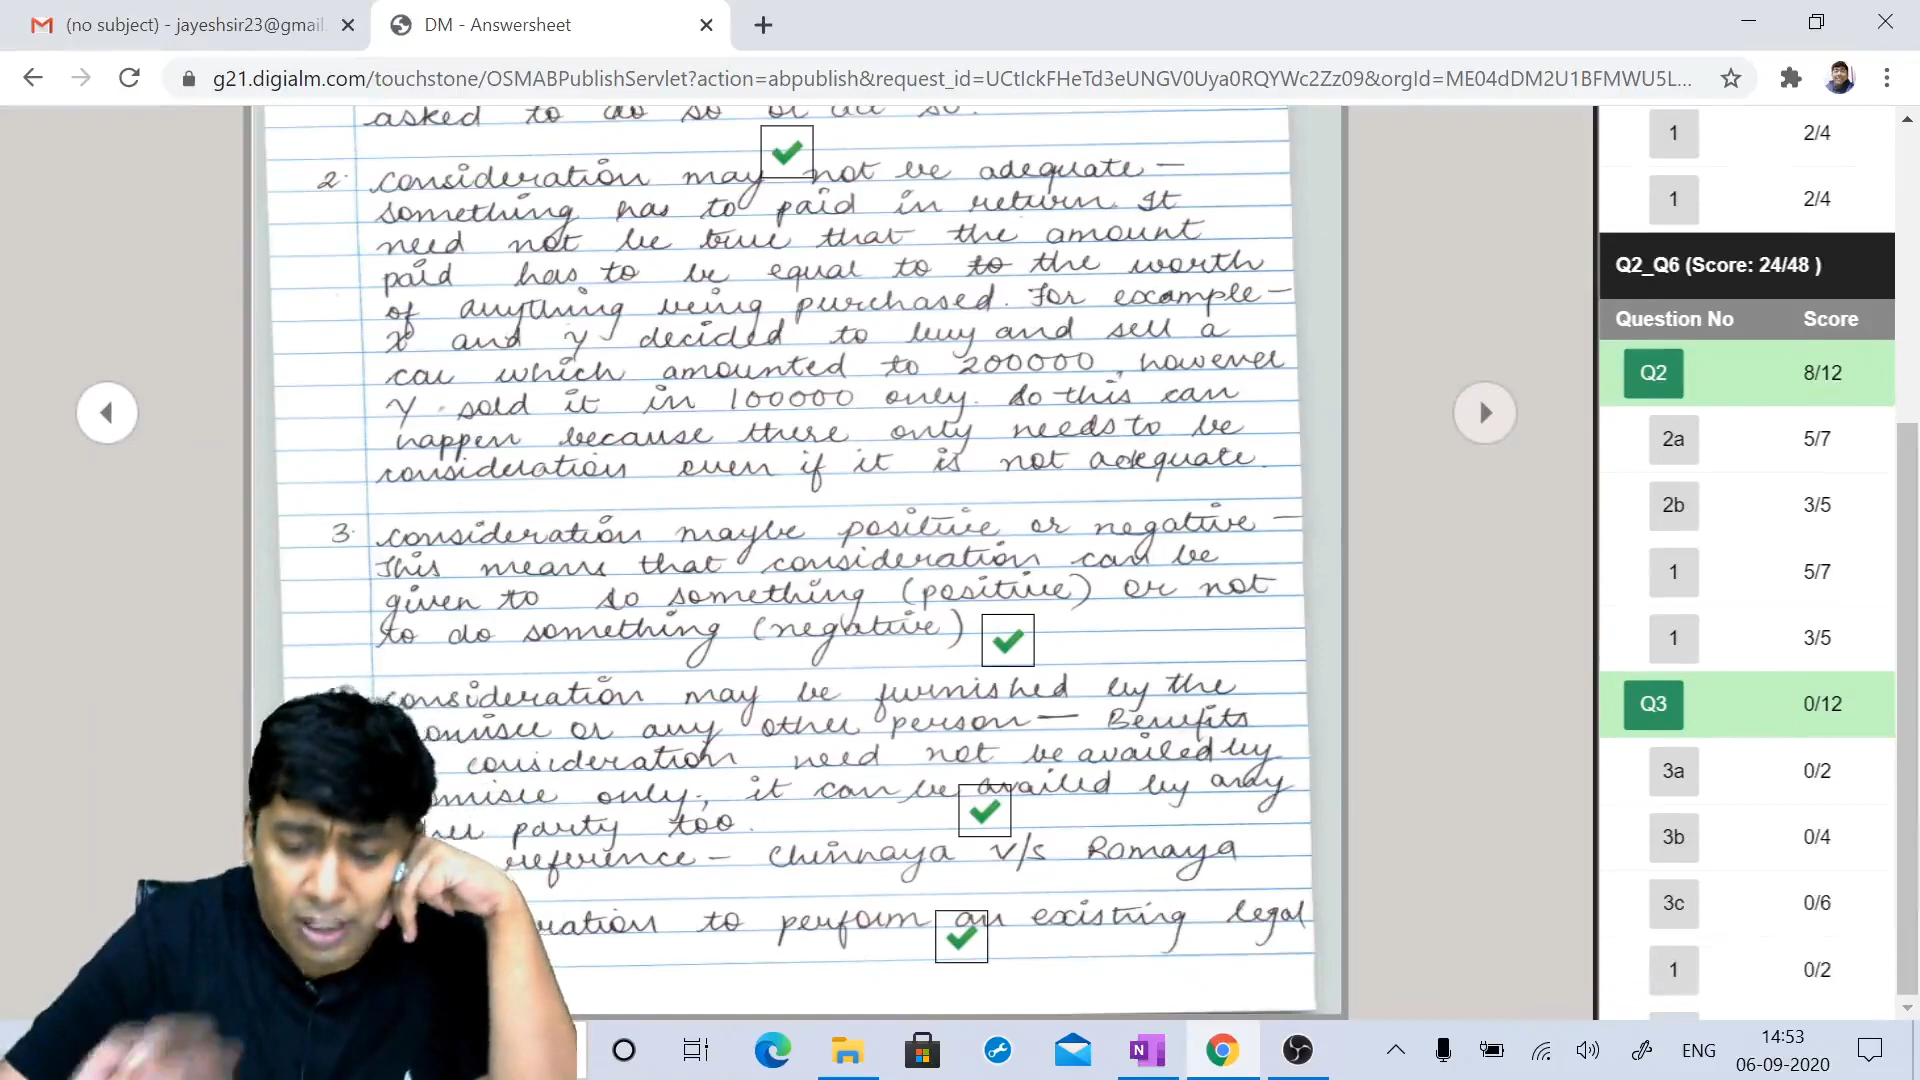 (no subject) - jayeshsir23@gmail.
DM - Answersheet
g21.digialm.com/touchstone/OSMABPublishServlet?action=abpublish&request_id=UCtIckFHeTd3eUNGV0Uya0RQYWc2Zz09&orgId=ME04dDM2U1BFMWU5L...
asked to do so or
2. consideration may not be adequate —
something has to paid in return. It
need not be true that the amount
paid has to be equal to to the worth
of anything being purchased. For example —
X and Y decided to buy and sell a
car which amounted to 200000, however
Y sold it in 100000 only. So this can
happen because there only needs to be
consideration even if it is not adequate.
3. consideration maybe positive or negative —
This means that consideration can be
given to do something (positive) or not
to do something (negative)
consideration may be furnished by the
or any other person — Benefits
consideration need not be availed by
only, it can be availed by any
party too.
reference — Chinnaya v/s Romaya
to perform an existing legal
1 2/4
1 2/4
Q2_Q6 (Score: 24/48 )
Question No Score
Q2 8/12
2a 5/7
2b 3/5
1 5/7
1 3/5
Q3 0/12
3a 0/2
3b 0/4
3c 0/6
1 0/2
ENG
14:53
06-09-2020